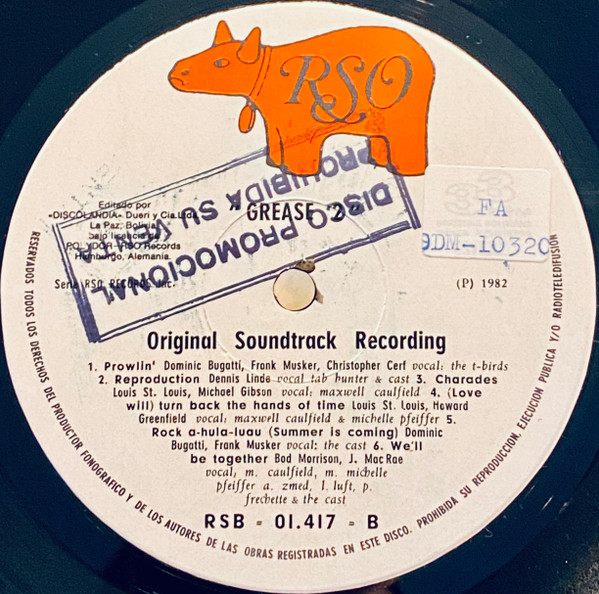 RSO
DISCO PROMOCIONAL
PROHIBIDA SU
Editado por
«DISCOLANDIA» Dueri y Cia. Ltda.
La Paz, Bolivia
bajo licencia de
RSO Records
Hamburgo, Alemania.
Serie RSO, RECORDS, Inc.
"GREASE 2"
FA
9DM-10320
(P) 1982
Original Soundtrack Recording
1. Prowlin' Dominic Bugatti, Frank Musker, Christopher Cerf vocal: the t-birds
2. Reproduction Dennis Linde vocal tab hunter & cast 3. Charades
Louis St. Louis, Michael Gibson vocal: maxwell caulfield 4. (Love
will) turn back the hands of time Louis St. Louis, Howard
Greenfield vocal: maxwell caulfield & michelle pfeiffer 5.
Rock a-hula-luau (Summer is coming) Dominic
Bugatti, Frank Musker vocal: the cast 6. We'll
be together Bod Morrison, J. MacRae
vocal; m. caulfield, m. michelle
pfeiffer a. zmed, l. luft, p.
frechette & the cast
RSB - 01.417 - B
RESERVADOS TODOS LOS DERECHOS DEL PRODUCTOR FONOGRAFICO Y DE LOS AUTORES DE LAS OBRAS REGISTRADAS EN ESTE DISCO. PROHIBIDA SU REPRODUCCION, EJECUCION PUBLICA Y/O RADIOTELEDIFUSION